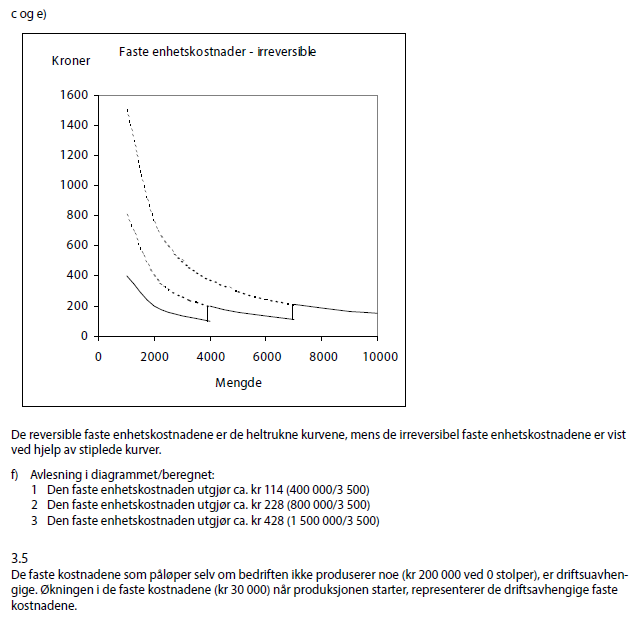 c og e)
Faste enhetskostnader - irreversible
Kroner
1600
1400
1200
1000
800
600
400
200
0
0 2000 4000 6000 8000 10000
Mengde
De reversible faste enhetskostnadene er de heltrukne kurvene, mens de irreversibel faste enhetskostnadene er vist
ved hjelp av stiplede kurver.
f) Avlesning i diagrammet/beregnet:
1 Den faste enhetskostnaden utgjør ca. kr 114 (400 000/3 500)
2 Den faste enhetskostnaden utgjør ca. kr 228 (800 000/3 500)
3 Den faste enhetskostnaden utgjør ca. kr 428 (1 500 000/3 500)
3.5
De faste kostnadene som påløper selv om bedriften ikke produserer noe (kr 200 000 ved 0 stolper), er driftsuavhen-
gige. Økningen i de faste kostnadene (kr 30 000) når produksjonen starter, representerer de driftsavhengige faste
kostnadene.